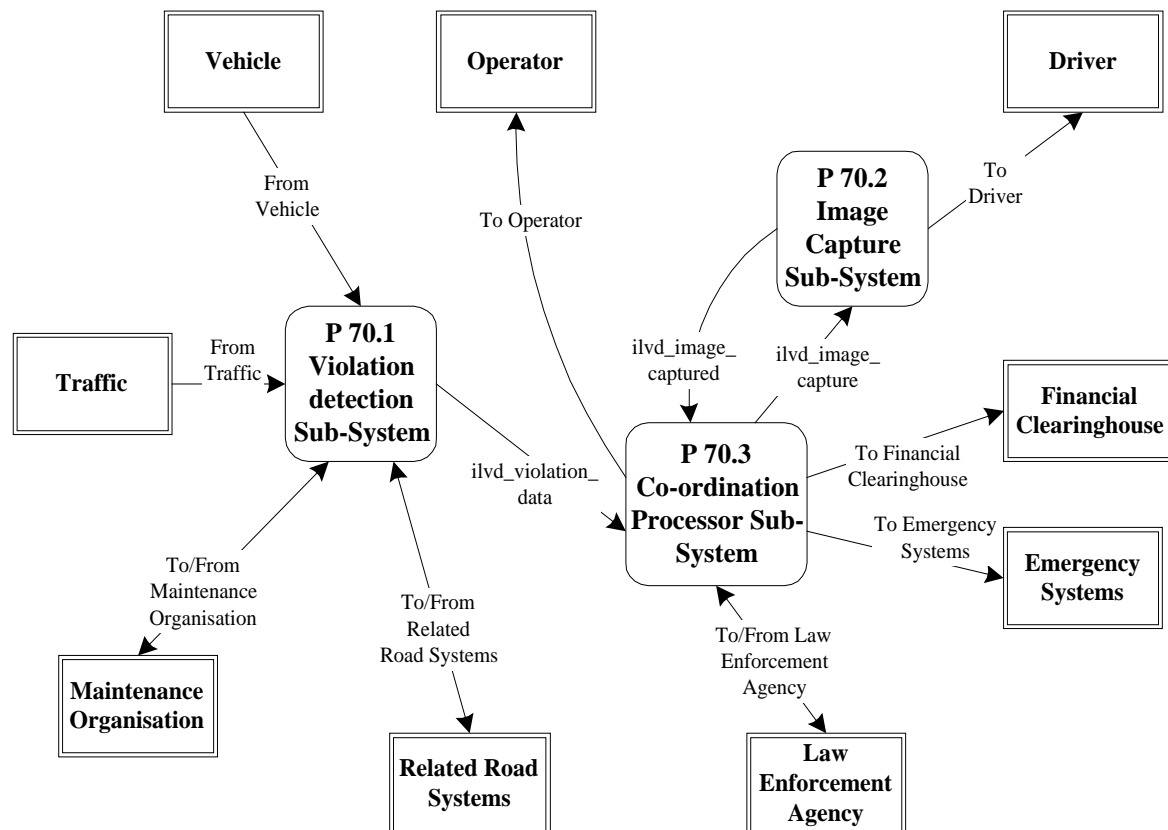 Vehicle
Operator
Driver
From
Vehicle
To Operator
P 70.2
Image
Capture
Sub-System
To
Driver
Traffic
From
Traffic
P 70.1
Violation
detection
Sub-System
ilvd_image_
captured
ilvd_image_
capture
Financial
Clearinghouse
ilvd_violation_
data
P 70.3
Co-ordination
Processor Sub-
System
To Financial
Clearinghouse
To Emergency
Systems
Emergency
Systems
To/From
Maintenance
Organisation
To/From
Related
Road Systems
To/From Law
Enforcement
Agency
Maintenance
Organisation
Related Road
Systems
Law
Enforcement
Agency